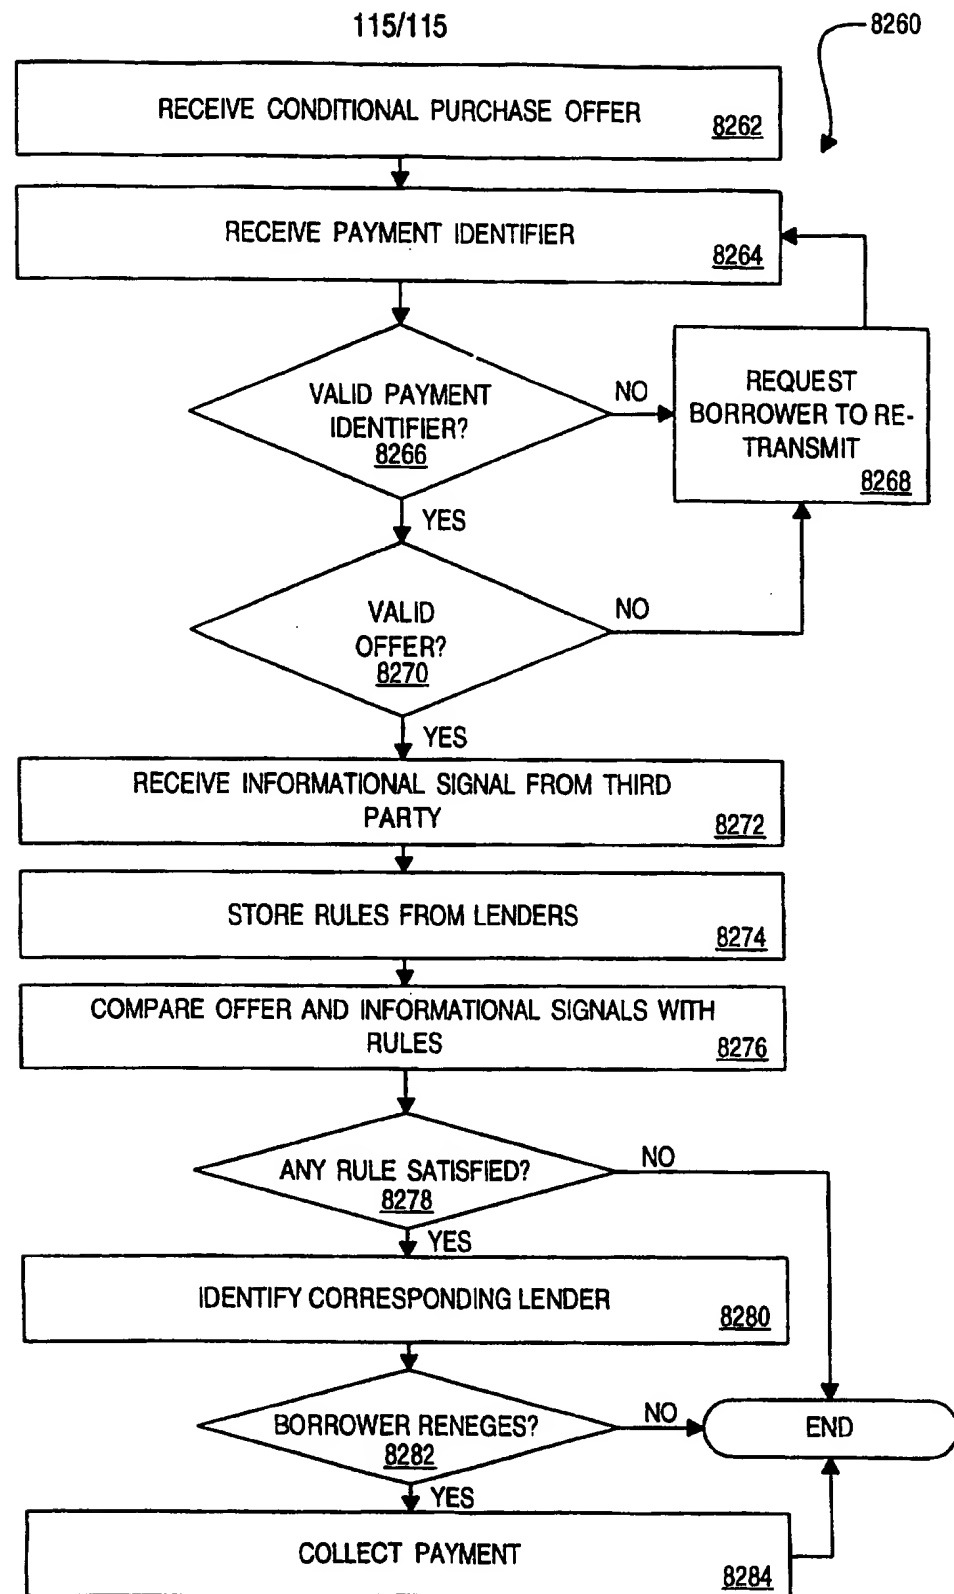 115/115
8260
RECEIVE CONDITIONAL PURCHASE OFFER
8262
RECEIVE PAYMENT IDENTIFIER
8264
VALID PAYMENT
IDENTIFIER?
8266
NO
REQUEST
BORROWER TO RE-
TRANSMIT
8268
YES
VALID
OFFER?
8270
NO
YES
RECEIVE INFORMATIONAL SIGNAL FROM THIRD
PARTY
8272
STORE RULES FROM LENDERS
8274
COMPARE OFFER AND INFORMATIONAL SIGNALS WITH
RULES
8276
ANY RULE SATISFIED?
8278
NO
YES
IDENTIFY CORRESPONDING LENDER
8280
BORROWER RENEGES?
8282
NO
END
YES
COLLECT PAYMENT
8284